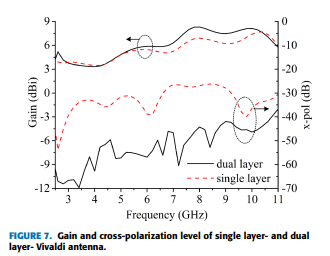 9
6
3
0
-3
-6
-9
-12
Gain (dBi)
0
-10
-20
-30
-40
-50
-60
-70
x-pol (dB)
dual layer
single layer
3 4 5 6 7 8 9 10 11
Frequency (GHz)
FIGURE 7. Gain and cross-polarization level of single layer- and dual
layer- Vivaldi antenna.